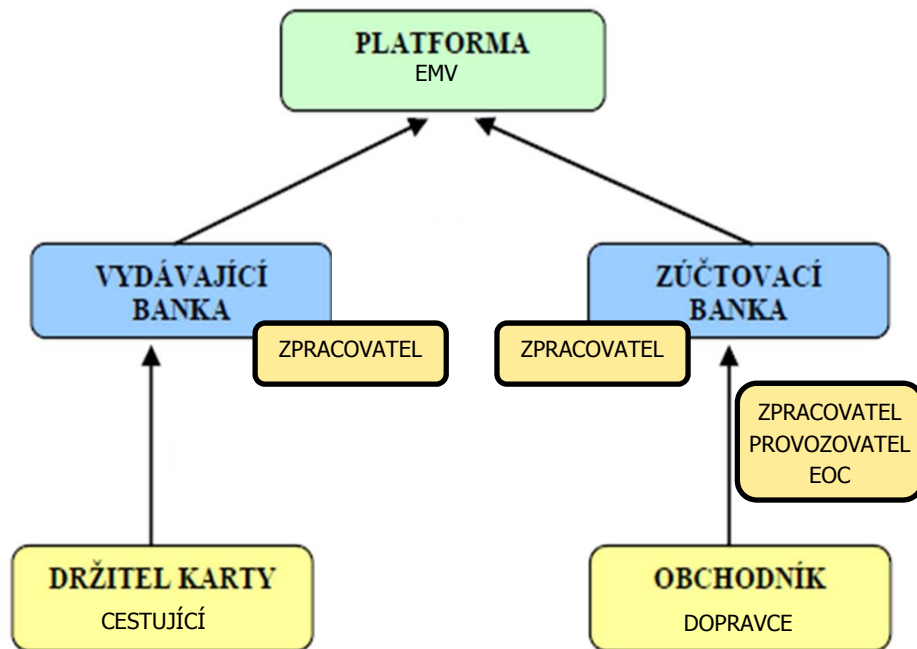 PLATFORMA
EMV
VYDÁVAJÍCÍ
BANKA
ZPRACOVATEL
ZÚČTOVACÍ
BANKA
ZPRACOVATEL
ZPRACOVATEL
PROVOZOVATEL
EOC
DRŽITEL KARTY
CESTUJÍCÍ
OBCHODNÍK
DOPRAVCE